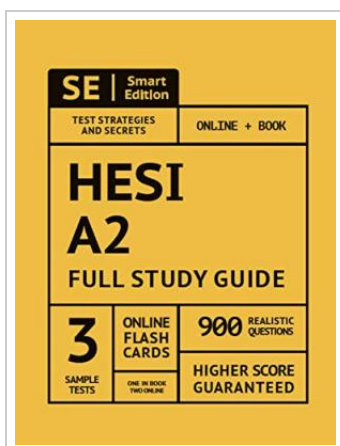 SE | Smart Edition
TEST STRATEGIES
AND SECRETS
ONLINE + BOOK
HESI
A2
FULL STUDY GUIDE
3
SAMPLE
TESTS
ONLINE
FLASH
CARDS
ONE IN BOOK
TWO ONLINE
900 REALISTIC
QUESTIONS
HIGHER SCORE
GUARANTEED